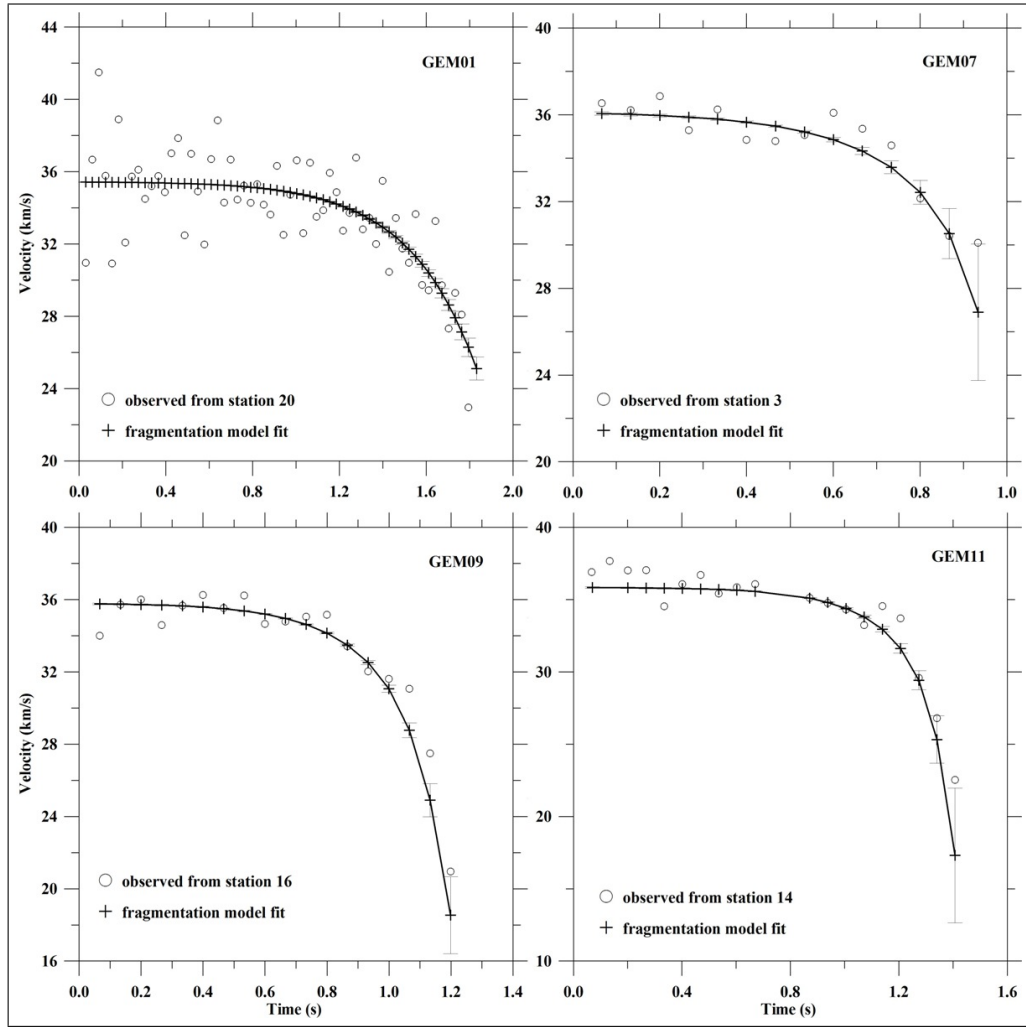 GEM01
Velocity (km/s)
44
40
36
32
28
24
20
observed from station 20
fragmentation model fit
0.0 0.4 0.8 1.2 1.6 2.0
GEM07
40
36
32
28
24
20
observed from station 3
fragmentation model fit
0.0 0.2 0.4 0.6 0.8 1.0
GEM09
Velocity (km/s)
40
36
32
28
24
20
16
observed from station 16
fragmentation model fit
0.0 0.2 0.4 0.6 0.8 1.0 1.2 1.4
Time (s)
GEM11
40
30
20
10
observed from station 14
fragmentation model fit
0.0 0.4 0.8 1.2 1.6
Time (s)